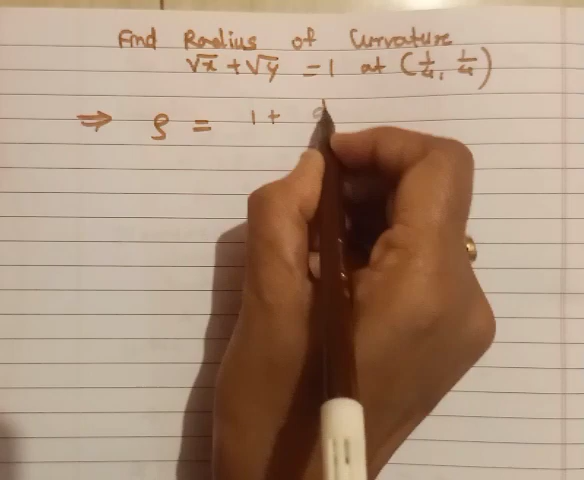 Find Radius of Curvature
√x + √y = 1 at (1/4, 1/4)
⇒ ρ = 1+